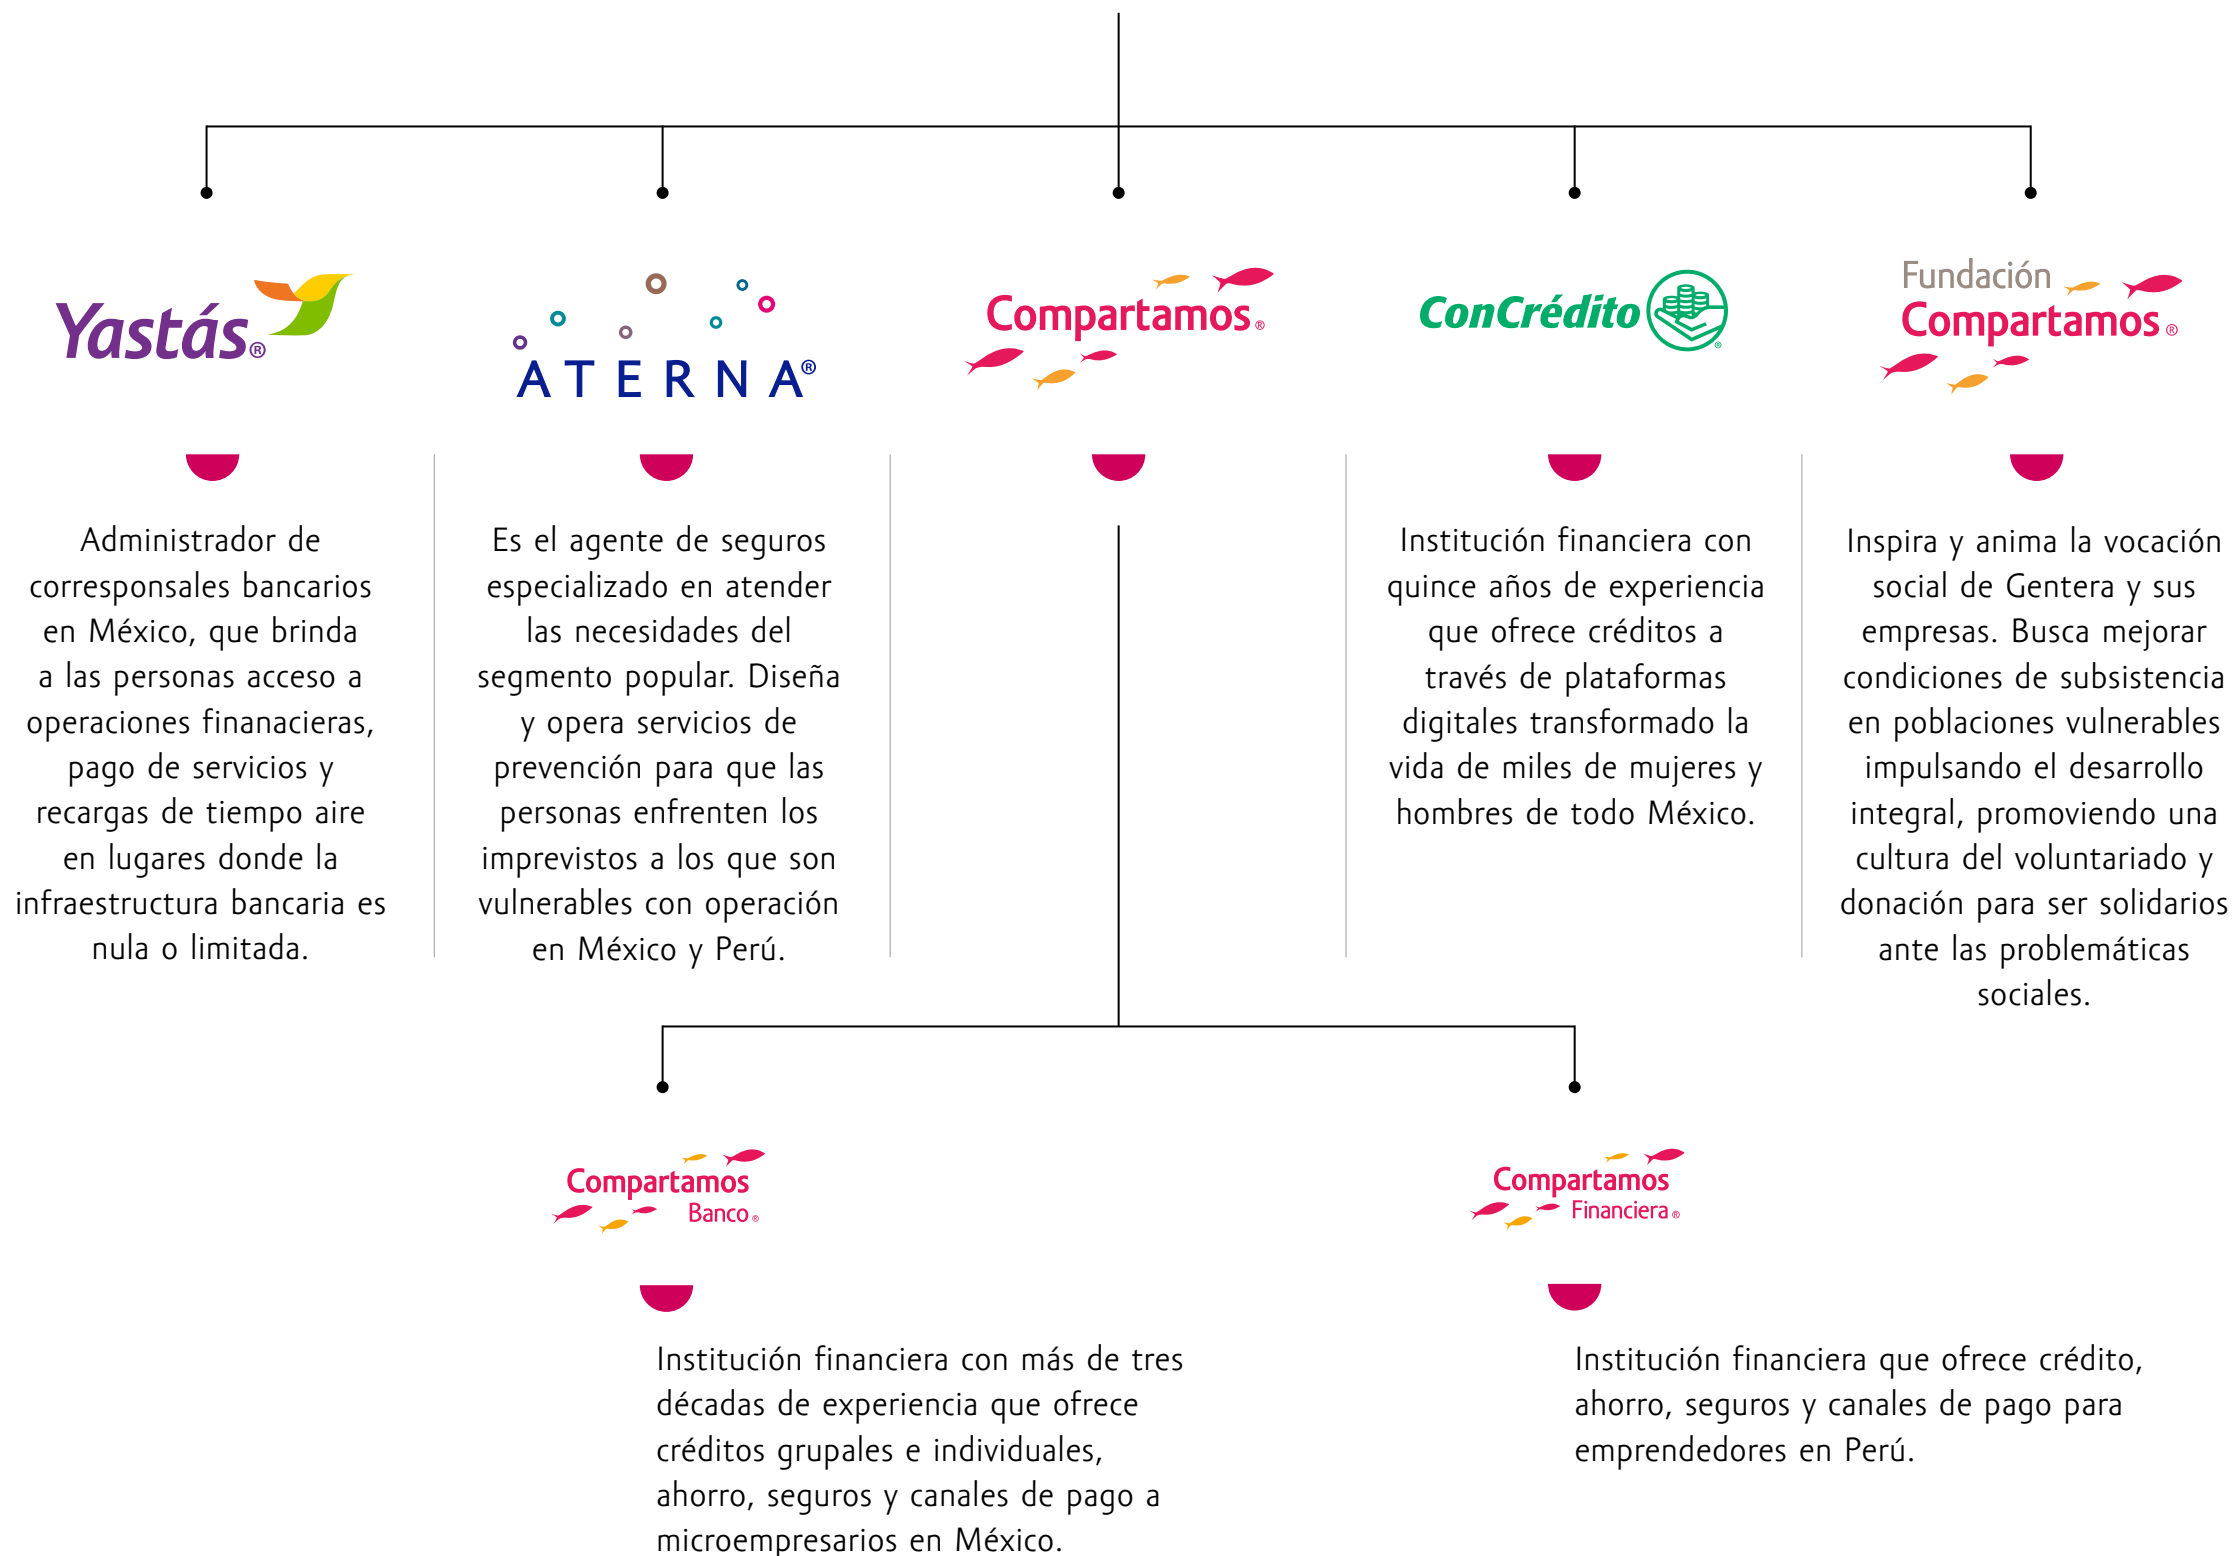 Yastás®
ATERNA®
Compartamos®
ConCrédito®
Fundación
Compartamos®
Administrador de
corresponsales bancarios
en México, que brinda
a las personas acceso a
operaciones finanacieras,
pago de servicios y
recargas de tiempo aire
en lugares donde la
infraestructura bancaria es
nula o limitada.
Es el agente de seguros
especializado en atender
las necesidades del
segmento popular. Diseña
y opera servicios de
prevención para que las
personas enfrenten los
imprevistos a los que son
vulnerables con operación
en México y Perú.
Institución financiera con
quince años de experiencia
que ofrece créditos a
través de plataformas
digitales transformado la
vida de miles de mujeres y
hombres de todo México.
Inspira y anima la vocación
social de Gentera y sus
empresas. Busca mejorar
condiciones de subsistencia
en poblaciones vulnerables
impulsando el desarrollo
integral, promoviendo una
cultura del voluntariado y
donación para ser solidarios
ante las problemáticas
sociales.
Compartamos
Banco®
Institución financiera con más de tres
décadas de experiencia que ofrece
créditos grupales e individuales,
ahorro, seguros y canales de pago a
microempresarios en México.
Compartamos
Financiera®
Institución financiera que ofrece crédito,
ahorro, seguros y canales de pago para
emprendedores en Perú.